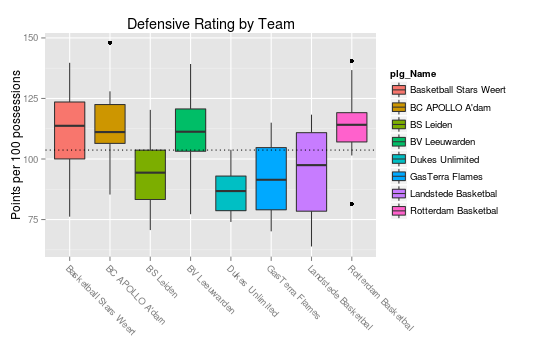 Defensive Rating by Team
Points per 100 possessions
150
125
100
75
Basketball Stars Weert
BC APOLLO A'dam
BS Leiden
BV Leeuwarden
Dukes Unlimited
GasTerra Flames
Landstede Basketbal
Rotterdam Basketbal
plg_Name
Basketball Stars Weert
BC APOLLO A'dam
BS Leiden
BV Leeuwarden
Dukes Unlimited
GasTerra Flames
Landstede Basketbal
Rotterdam Basketbal